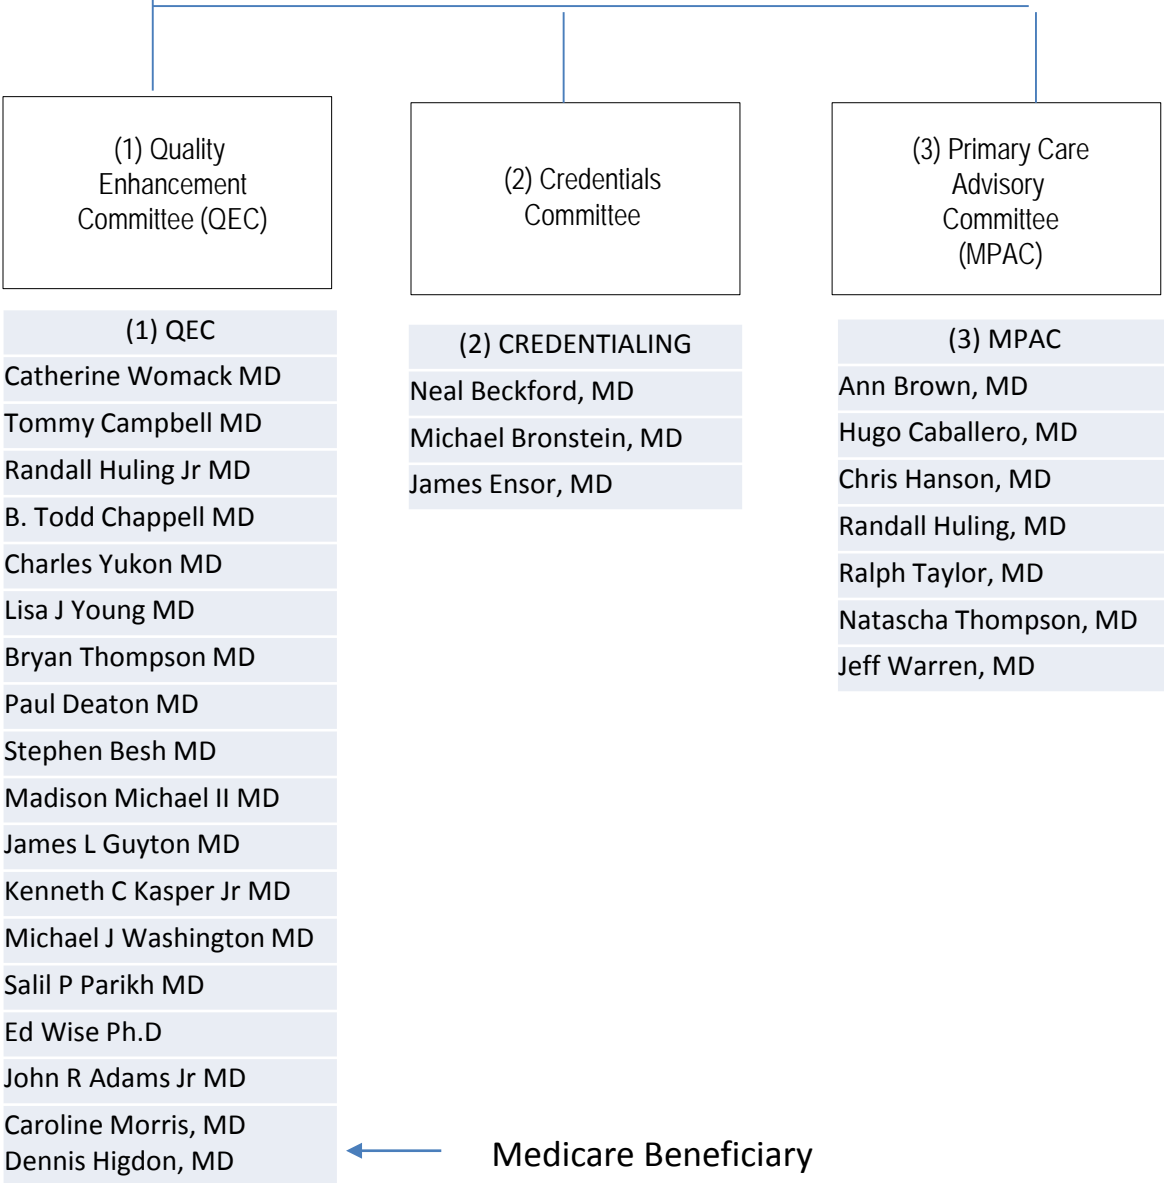 (1) Quality
Enhancement
Committee (QEC)
(2) Credentials
Committee
(3) Primary Care
Advisory
Committee
(MPAC)
(1) QEC
Catherine Womack MD
Tommy Campbell MD
Randall Huling Jr MD
B. Todd Chappell MD
Charles Yukon MD
Lisa J Young MD
Bryan Thompson MD
Paul Deaton MD
Stephen Besh MD
Madison Michael II MD
James L Guyton MD
Kenneth C Kasper Jr MD
Michael J Washington MD
Salil P Parikh MD
Ed Wise Ph.D
John R Adams Jr MD
Caroline Morris, MD
Dennis Higdon, MD
Medicare Beneficiary
(2) CREDENTIALING
Neal Beckford, MD
Michael Bronstein, MD
James Ensor, MD
(3) MPAC
Ann Brown, MD
Hugo Caballero, MD
Chris Hanson, MD
Randall Huling, MD
Ralph Taylor, MD
Natascha Thompson, MD
Jeff Warren, MD